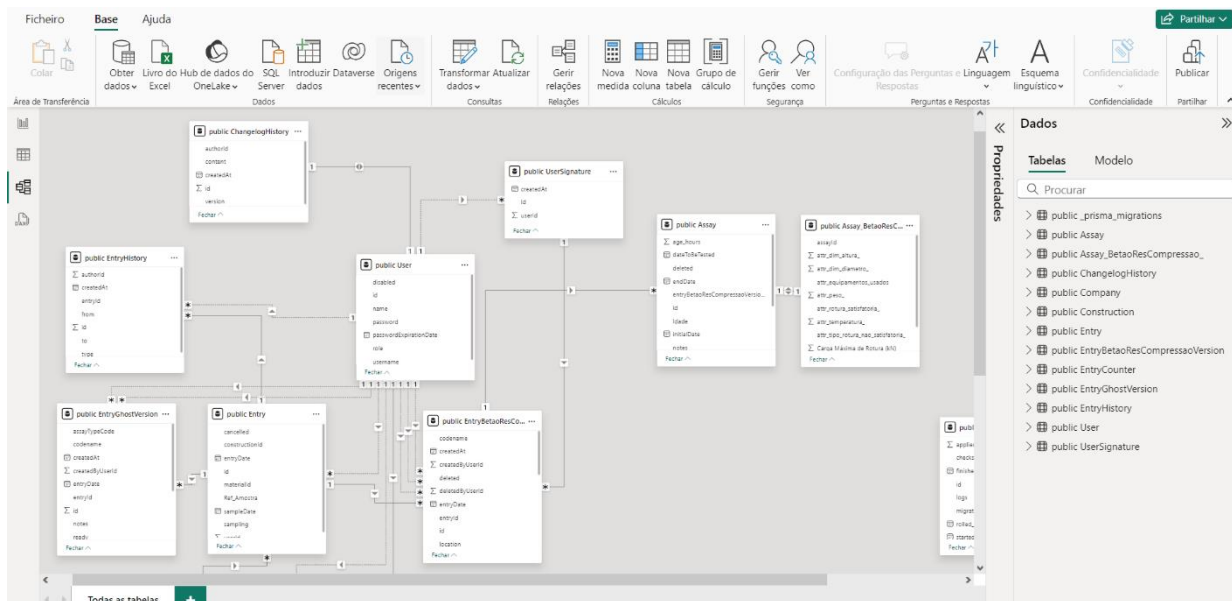 Ficheiro Base Ajuda Partilhar
Colar
Obter dados
Livro do Excel
Hub de dados do OneLake
SQL Server
Introduzir dados
Dataverse
Origens recentes
Transformar dados
Atualizar
Gerir relações
Nova medida
Nova coluna
Nova tabela
Grupo de cálculo
Gerir funções
Ver como
Configuração das Perguntas e Respostas
Linguagem
Esquema linguístico
Confidencialidade
Publicar
Área de Transferência Dados Consultas Relações Cálculos Segurança Perguntas e Respostas Confidencialidade Partilhar
public ChangelogHistory
authorId
content
createdAt
id
version
Fechar
public UserSignature
createdAt
id
userId
Fechar
public EntryHistory
authorId
createdAt
entryId
from
id
to
type
Fechar
public User
disabled
id
name
password
passwordExpirationDate
role
username
Fechar
public Assay
age_hours
dateToBeTested
deleted
endData
entryBetaoResCompressaoVersio...
id
Idade
initialDate
notes
Fechar
public Assay_BetaoResC...
assayId
attr_dim_altura_
attr_dim_diametro_
attr_equipamentos_usados
attr_peso_
attr_rotura_satisfatoria_
attr_temperatura_
attr_tipo_rotura_nao_satisfatoria_
Carga Máxima de Rotura (kN)
Fechar
public EntryGhostVersion
assayTypeCode
codename
createdAt
createdByUserId
entryDate
entryId
id
notes
ready
Fechar
public Entry
cancelled
constructionId
entryDate
id
materialId
Ref_Amostra
sampleDate
sampling
Fechar
public EntryBetaoResCo...
codename
createdAt
createdByUserId
deleted
deletedByUserId
entryDate
entryId
id
location
Fechar
publ
applie
checks
finishe
id
logs
migrat
rolled_
started
Fechar
Todas as tabelas +
Propriedades
Dados
Tabelas Modelo
Procurar
public _prisma_migrations
public Assay
public Assay_BetaoResCompressao_
public ChangelogHistory
public Company
public Construction
public Entry
public EntryBetaoResCompressaoVersion
public EntryCounter
public EntryGhostVersion
public EntryHistory
public User
public UserSignature